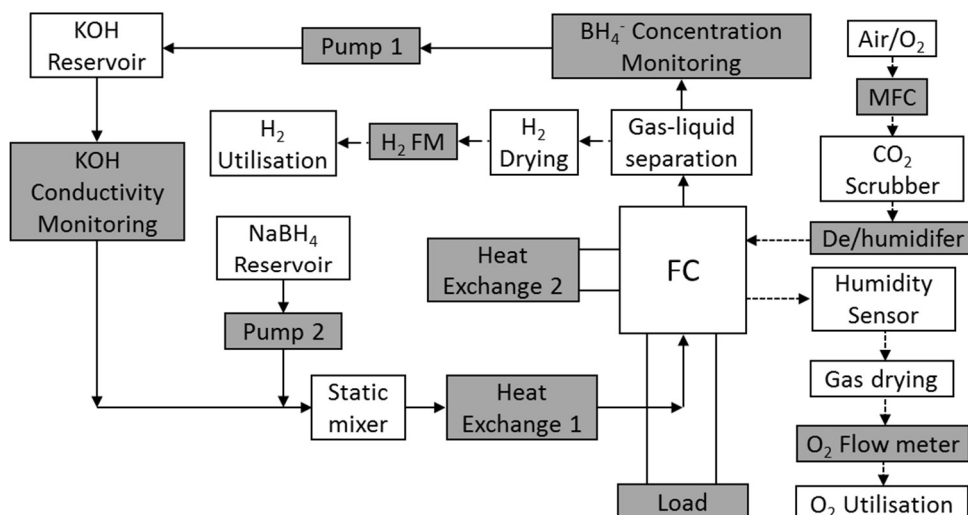 KOH
Reservoir
Pump 1
BH₄⁻ Concentration
Monitoring
Air/O₂
MFC
H₂
Utilisation
H₂ FM
H₂
Drying
Gas-liquid
separation
CO₂
Scrubber
KOH
Conductivity
Monitoring
NaBH₄
Reservoir
Heat
Exchange 2
FC
De/humidifer
Humidity
Sensor
Pump 2
Gas drying
Static
mixer
Heat
Exchange 1
O₂ Flow meter
Load
O₂ Utilisation